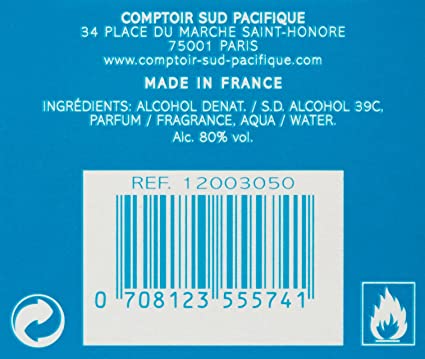 COMPTOIR SUD PACIFIQUE
34 PLACE DU MARCHE SAINT-HONORE
75001 PARIS
www.comptoir-sud-pacifique.com
MADE IN FRANCE
INGRÉDIENTS: ALCOHOL DENAT. / S.D. ALCOHOL 39C,
PARFUM / FRAGRANCE, AQUA / WATER.
Alc. 80% vol.
REF. 12003050
0 708123 555741